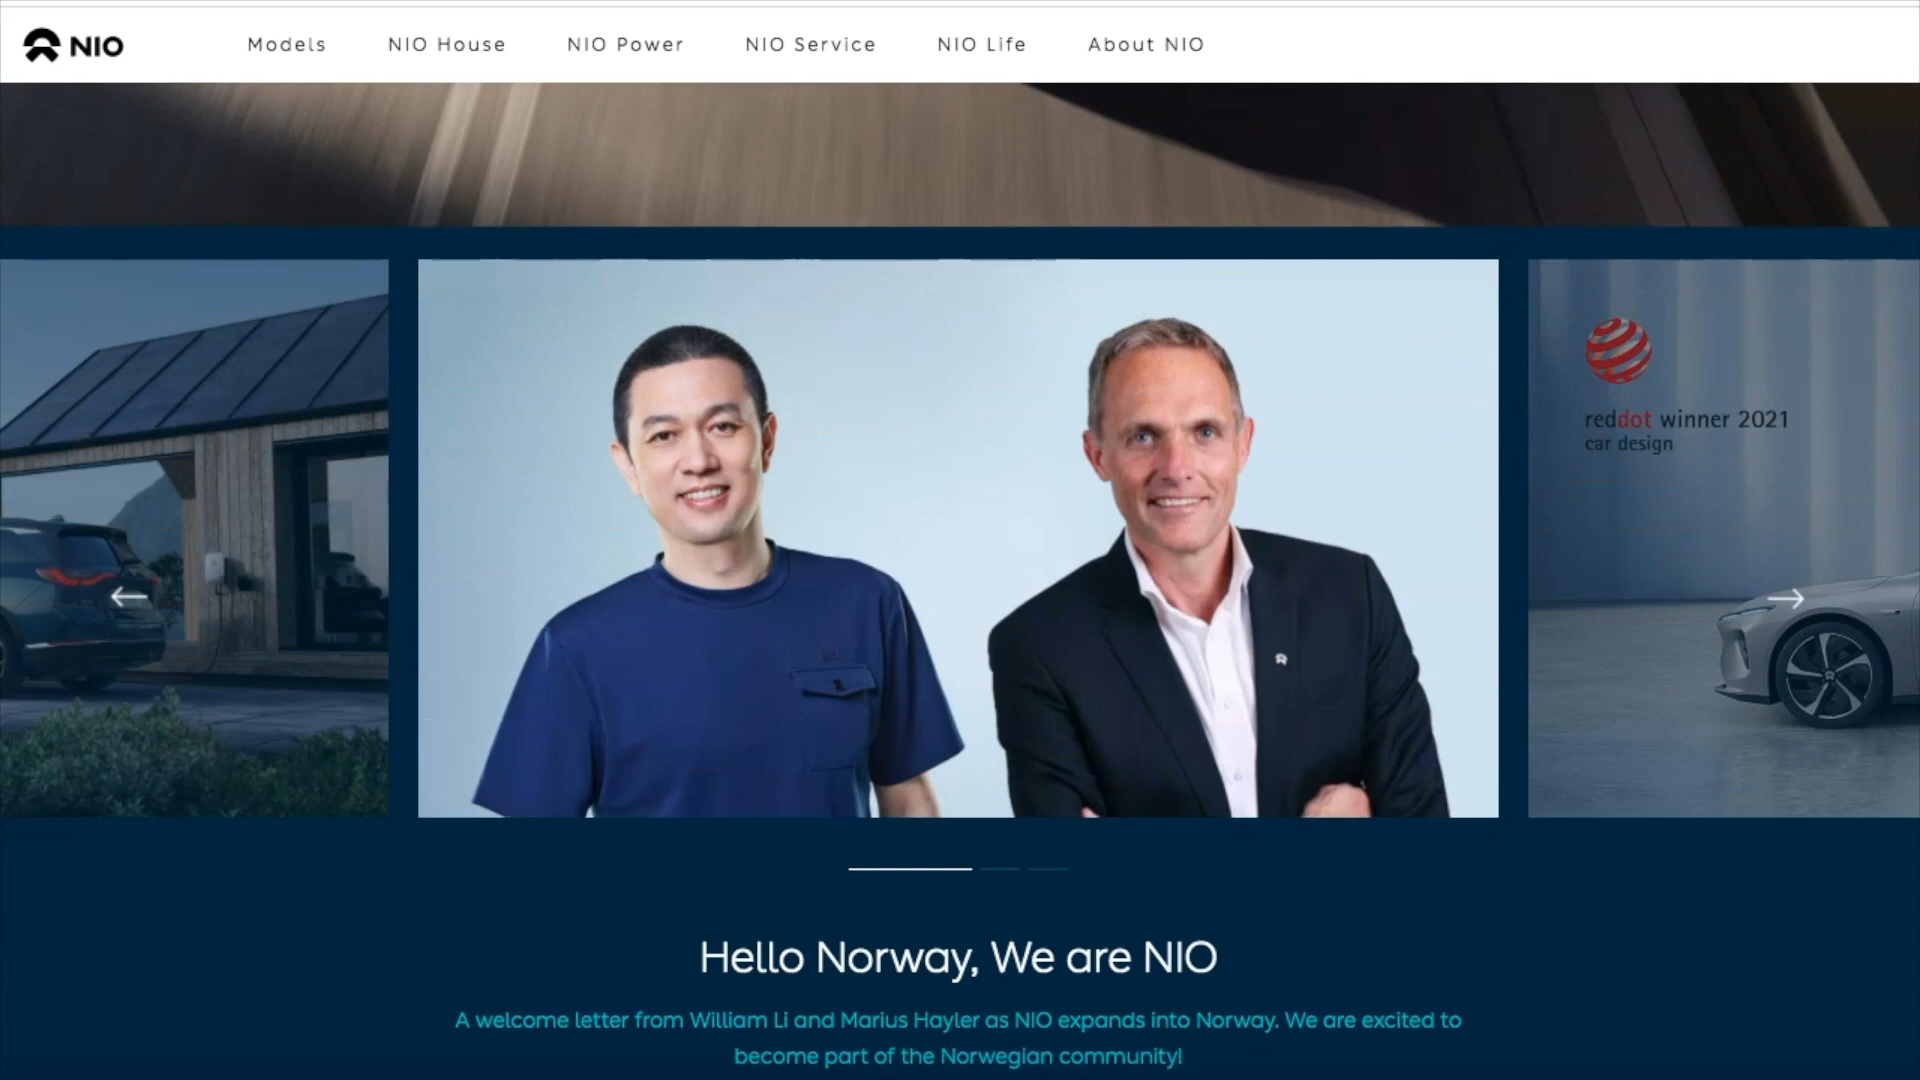 NIO
Models
NIO House
NIO Power
NIO Service
NIO Life
About NIO
reddot winner 2021
car design
Hello Norway, We are NIO
A welcome letter from William Li and Marius Hayler as NIO expands into Norway. We are excited to
become part of the Norwegian community!